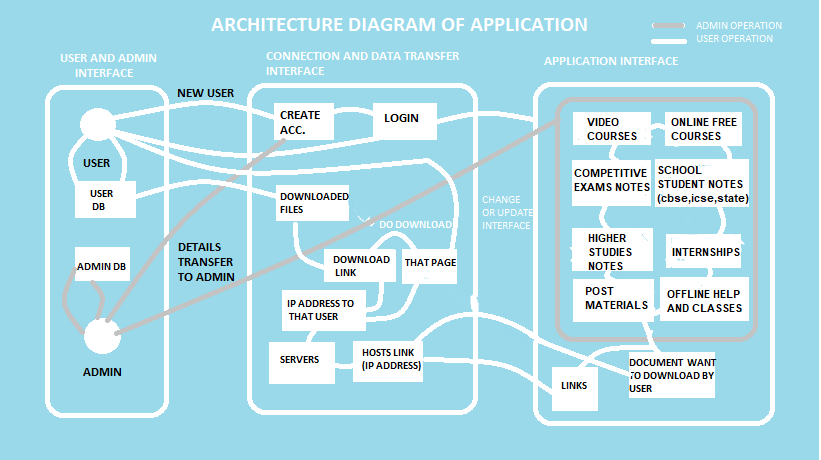 ARCHITECTURE DIAGRAM OF APPLICATION
ADMIN OPERATION
USER OPERATION
USER AND ADMIN
INTERFACE
CONNECTION AND DATA TRANSFER
INTERFACE
APPLICATION INTERFACE
NEW USER
USER
USER
DB
ADMIN DB
ADMIN
DETAILS
TRANSFER
TO ADMIN
CREATE
ACC.
LOGIN
DOWNLOADED
FILES
DO DOWNLOAD
DOWNLOAD
LINK
THAT PAGE
IP ADDRESS TO
THAT USER
SERVERS
HOSTS LINK
(IP ADDRESS)
CHANGE
OR UPDATE
INTERFACE
VIDEO
COURSES
ONLINE FREE
COURSES
COMPETITIVE
EXAMS NOTES
SCHOOL
STUDENT NOTES
(cbse,icse,state)
HIGHER
STUDIES
NOTES
INTERNSHIPS
POST
MATERIALS
OFFLINE HELP
AND CLASSES
LINKS
DOCUMENT WANT
TO DOWNLOAD BY
USER